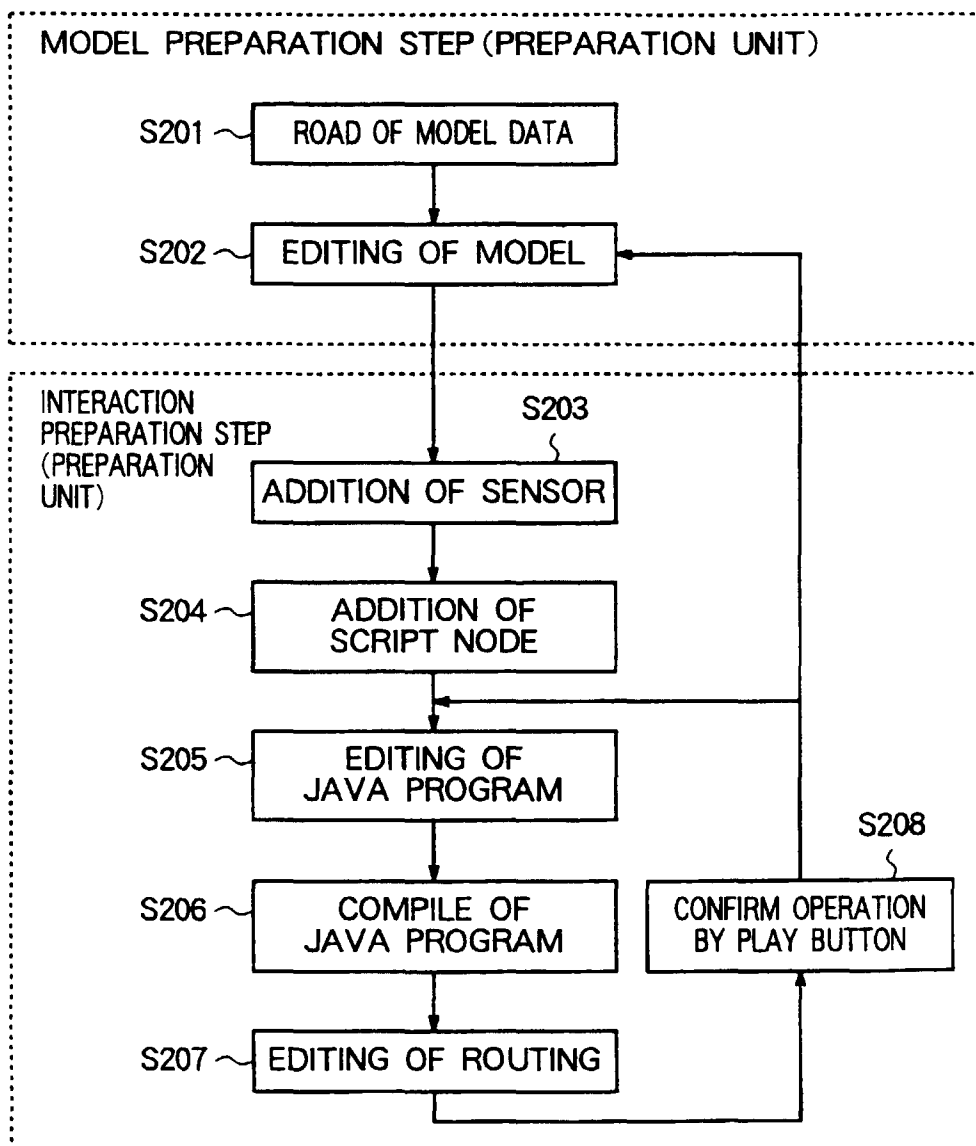 MODEL PREPARATION STEP (PREPARATION UNIT)
S201
ROAD OF MODEL DATA
S202
EDITING OF MODEL
INTERACTION
PREPARATION STEP
(PREPARATION
UNIT)
S203
ADDITION OF SENSOR
S204
ADDITION OF
SCRIPT NODE
S205
EDITING OF
JAVA PROGRAM
S206
COMPILE OF
JAVA PROGRAM
S208
CONFIRM OPERATION
BY PLAY BUTTON
S207
EDITING OF ROUTING